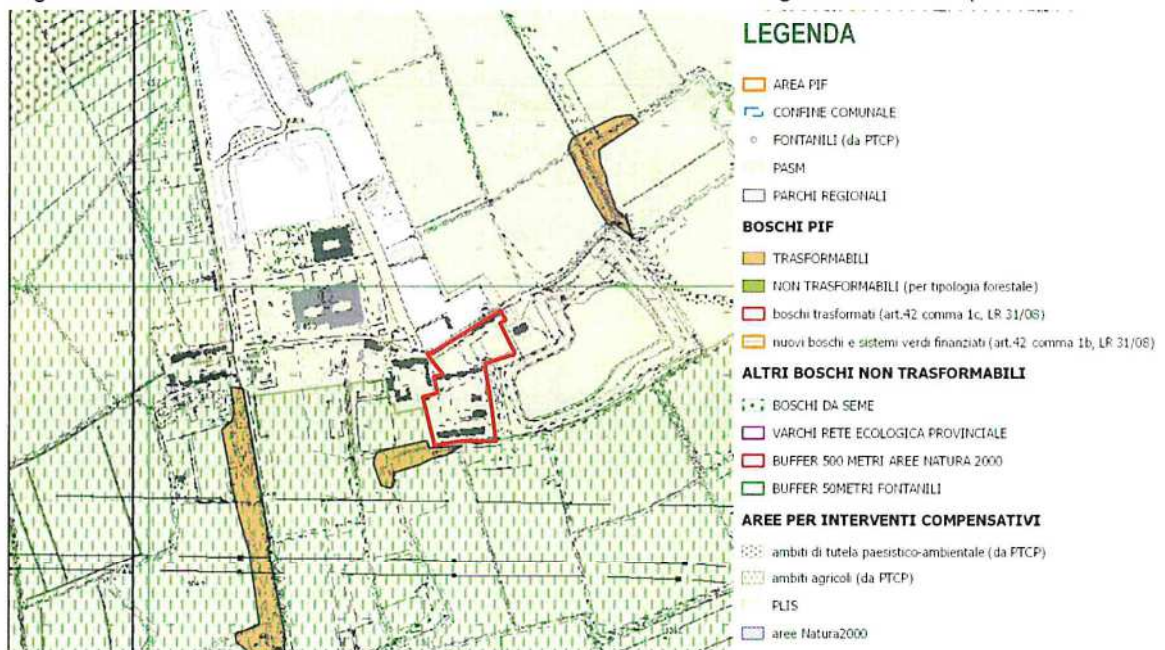 LEGENDA
AREA PIF
CONFINE COMUNALE
FONTANILI (da PTCP)
PASM
PARCHI REGIONALI
BOSCHI PIF
TRASFORMABILI
NON TRASFORMABILI (per tipologia forestale)
boschi trasformati (art.42 comma 1c, LR 31/08)
nuovi boschi e sistemi verdi finanziati (art.42 comma 1b, LR 31/08)
ALTRI BOSCHI NON TRASFORMABILI
BOSCHI DA SEME
VARCHI RETE ECOLOGICA PROVINCIALE
BUFFER 500 METRI AREE NATURA 2000
BUFFER 50METRI FONTANILI
AREE PER INTERVENTI COMPENSATIVI
ambiti di tutela paesistico-ambientale (da PTCP)
ambiti agricoli (da PTCP)
PLIS
aree Natura2000